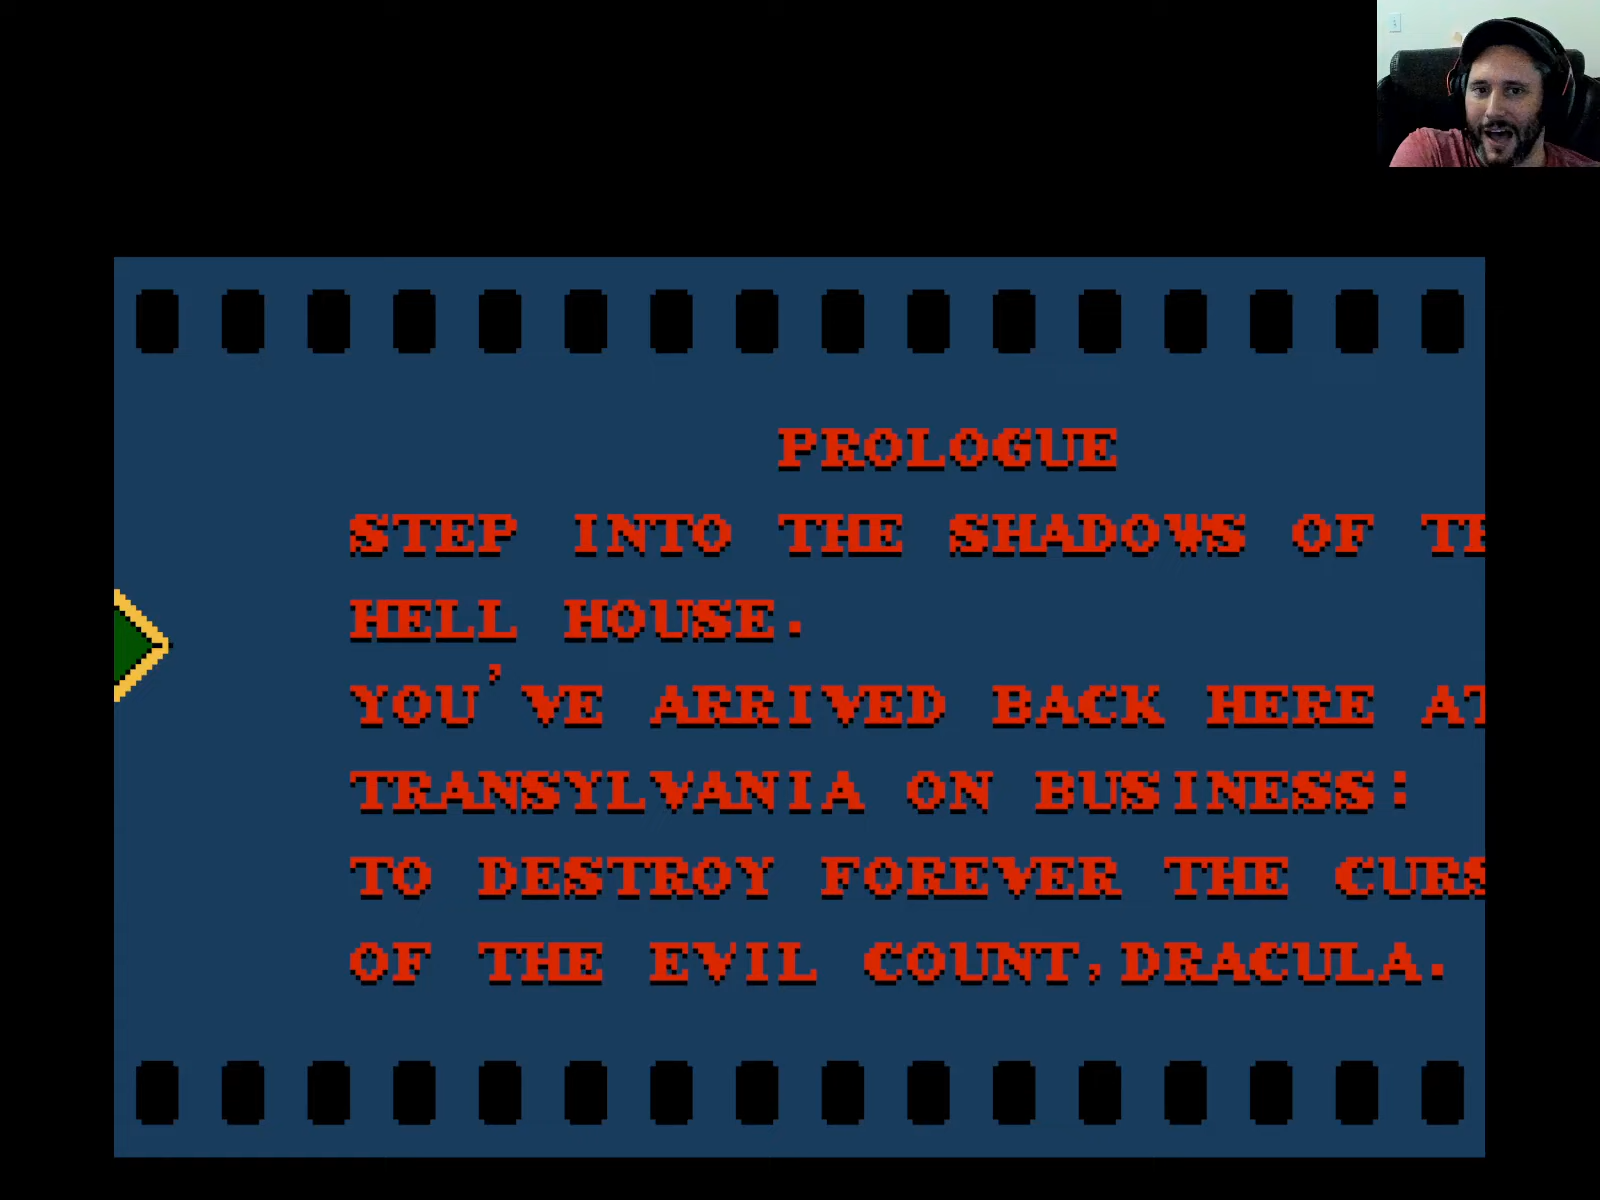 PROLOGUE
STEP INTO THE SHADOWS OF
HELL HOUSE.
YOU'VE ARRIVED BACK HERE AT
TRANSYLVANIA ON BUSINESS:
TO DESTROY FOREVER THE
OF THE EVIL COUNT,DRACULA.